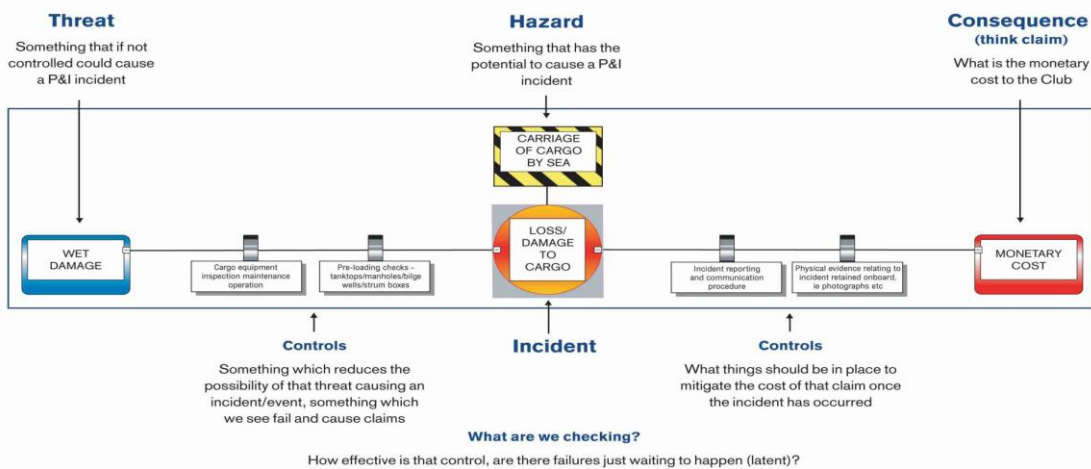 Threat
Something that if not
controlled could cause
a P&I incident
Hazard
Something that has the
potential to cause a P&I
incident
Consequence
(think claim)
What is the monetary
cost to the Club
CARRIAGE
OF CARGO
BY SEA
WET
DAMAGE
Cargo equipment
inspection maintenance
operation
Pre-loading checks -
tanktops/manholes/bilge
wells/strum boxes
LOSS/
DAMAGE
TO
CARGO
Incident reporting
and communication
procedure
Physical evidence relating to
incident retained onboard,
ie photographs etc
MONETARY
COST
Controls
Something which reduces the
possibility of that threat causing an
incident/event, something which
we see fail and cause claims
Incident
Controls
What things should be in place to
mitigate the cost of that claim once
the incident has occurred
What are we checking?
How effective is that control, are there failures just waiting to happen (latent)?